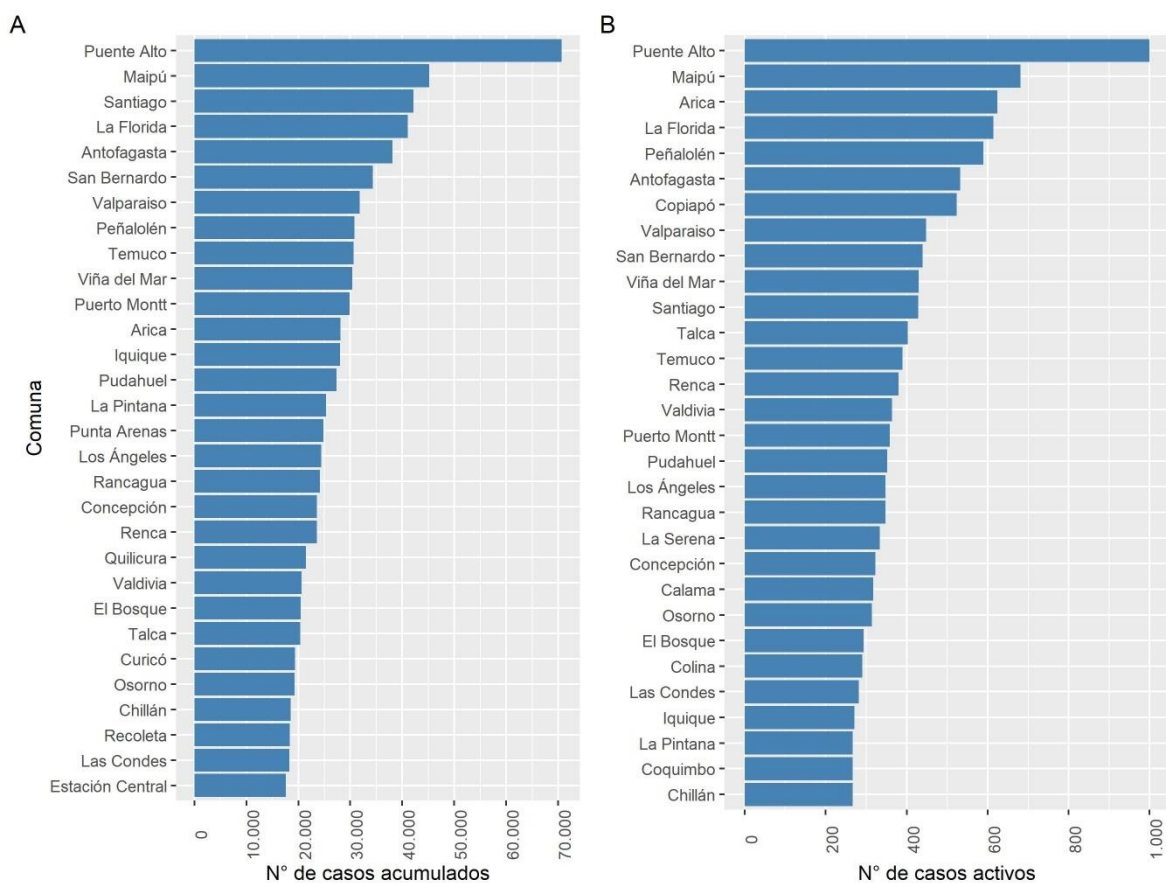 A
Puente Alto
Maipú
Santiago
La Florida
Antofagasta
San Bernardo
Valparaiso
Peñalolén
Temuco
Viña del Mar
Puerto Montt
Arica
Iquique
Pudahuel
La Pintana
Punta Arenas
Los Ángeles
Rancagua
Concepción
Renca
Quilicura
Valdivia
El Bosque
Talca
Curicó
Osorno
Chillán
Recoleta
Las Condes
Estación Central
Comuna
0
10.000
20.000
30.000
40.000
50.000
60.000
70.000
N° de casos acumulados
B
Puente Alto
Maipú
Arica
La Florida
Peñalolén
Antofagasta
Copiapó
Valparaiso
San Bernardo
Viña del Mar
Santiago
Talca
Temuco
Renca
Valdivia
Puerto Montt
Pudahuel
Los Ángeles
Rancagua
La Serena
Concepción
Calama
Osorno
El Bosque
Colina
Las Condes
Iquique
La Pintana
Coquimbo
Chillán
0
200
400
600
800
1.000
N° de casos activos